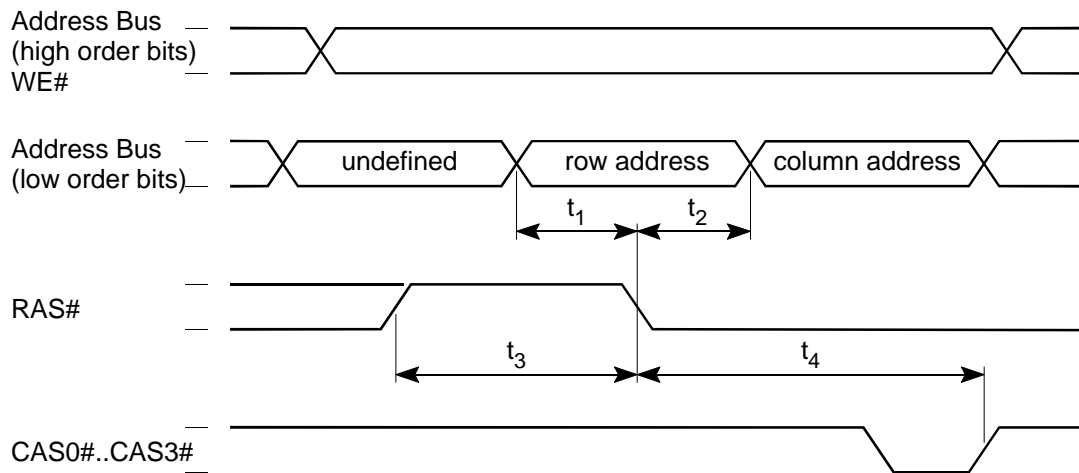 Address Bus
(high order bits)
WE#
Address Bus
(low order bits)
undefined
row address
column address
t1
t2
RAS#
t3
t4
CAS0#..CAS3#